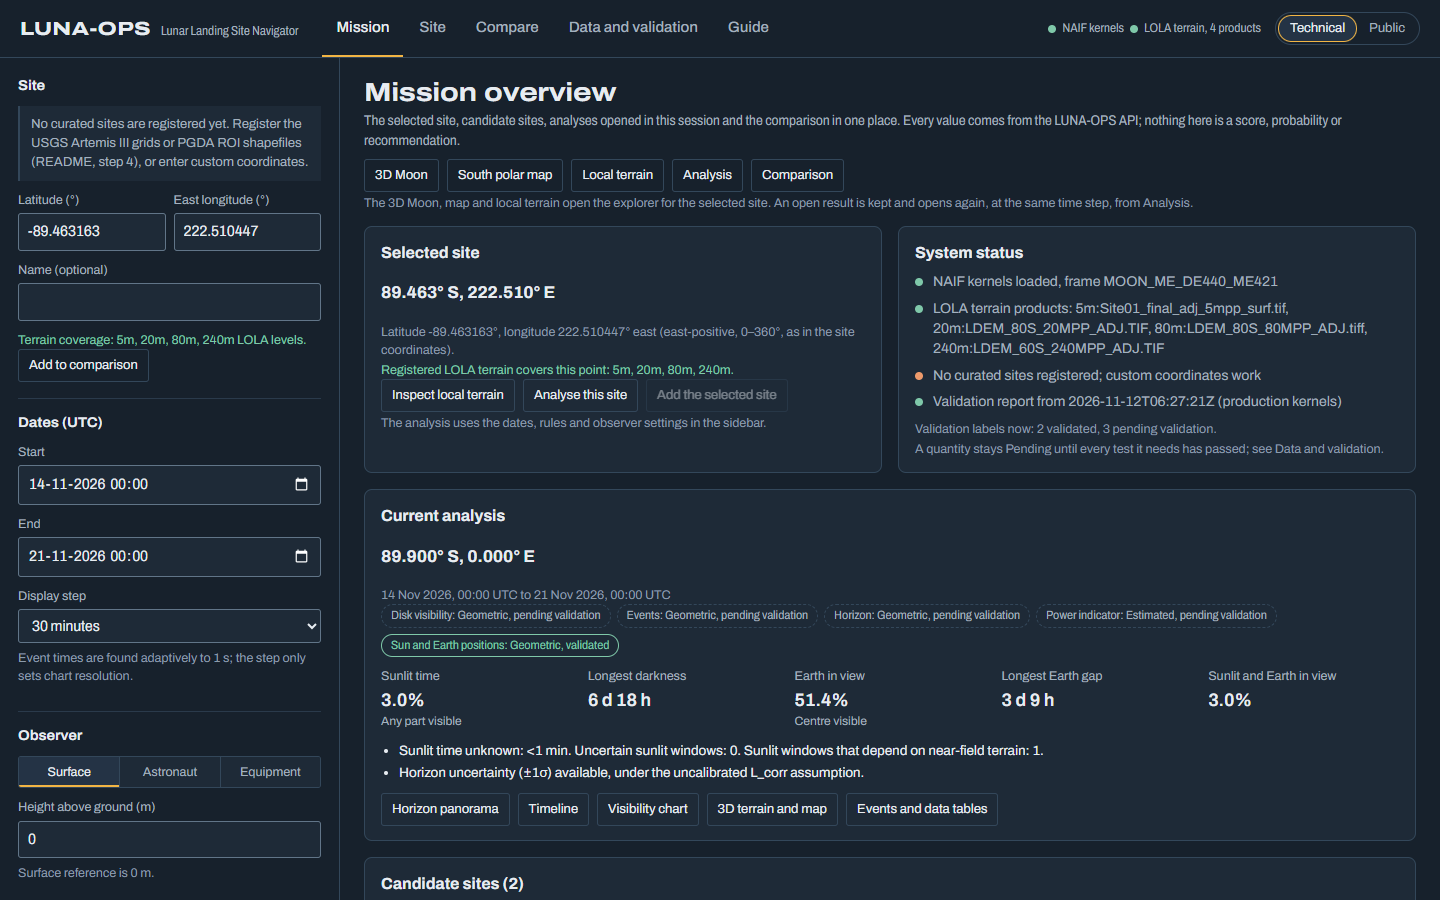 LUNA-OPS Lunar Landing Site Navigator Mission Site Compare Data and validation Guide NAIF kernels LOLA terrain, 4 products Technical Public
Site
No curated sites are registered yet. Register the
USGS Artemis III grids or PGDA ROI shapefiles
(README, step 4), or enter custom coordinates.
Latitude (°) East longitude (°)
-89.463163 222.510447
Name (optional)
Terrain coverage: 5m, 20m, 80m, 240m LOLA levels.
Add to comparison
Dates (UTC)
Start
14-11-2026 00:00
End
21-11-2026 00:00
Display step
30 minutes
Event times are found adaptively to 1 s; the step only
sets chart resolution.
Observer
Surface Astronaut Equipment
Height above ground (m)
0
Surface reference is 0 m.
Mission overview
The selected site, candidate sites, analyses opened in this session and the comparison in one place. Every value comes from the LUNA-OPS API; nothing here is a score, probability or
recommendation.
3D Moon South polar map Local terrain Analysis Comparison
The 3D Moon, map and local terrain open the explorer for the selected site. An open result is kept and opens again, at the same time step, from Analysis.
Selected site
89.463° S, 222.510° E
Latitude -89.463163°, longitude 222.510447° east (east-positive, 0–360°, as in the site
coordinates).
Registered LOLA terrain covers this point: 5m, 20m, 80m, 240m.
Inspect local terrain Analyse this site Add the selected site
The analysis uses the dates, rules and observer settings in the sidebar.
System status
NAIF kernels loaded, frame MOON_ME_DE440_ME421
LOLA terrain products: 5m:Site01_final_adj_5mpp_surf.tif,
20m:LDEM_80S_20MPP_ADJ.TIF, 80m:LDEM_80S_80MPP_ADJ.tiff,
240m:LDEM_60S_240MPP_ADJ.TIF
No curated sites registered; custom coordinates work
Validation report from 2026-11-12T06:27:21Z (production kernels)
Validation labels now: 2 validated, 3 pending validation.
A quantity stays Pending until every test it needs has passed; see Data and validation.
Current analysis
89.900° S, 0.000° E
14 Nov 2026, 00:00 UTC to 21 Nov 2026, 00:00 UTC
Disk visibility: Geometric, pending validation Events: Geometric, pending validation Horizon: Geometric, pending validation Power indicator: Estimated, pending validation
Sun and Earth positions: Geometric, validated
Sunlit time Longest darkness Earth in view Longest Earth gap Sunlit and Earth in view
3.0% 6 d 18 h 51.4% 3 d 9 h 3.0%
Any part visible Centre visible
• Sunlit time unknown: <1 min. Uncertain sunlit windows: 0. Sunlit windows that depend on near-field terrain: 1.
• Horizon uncertainty (±1σ) available, under the uncalibrated L_corr assumption.
Horizon panorama Timeline Visibility chart 3D terrain and map Events and data tables
Candidate sites (2)